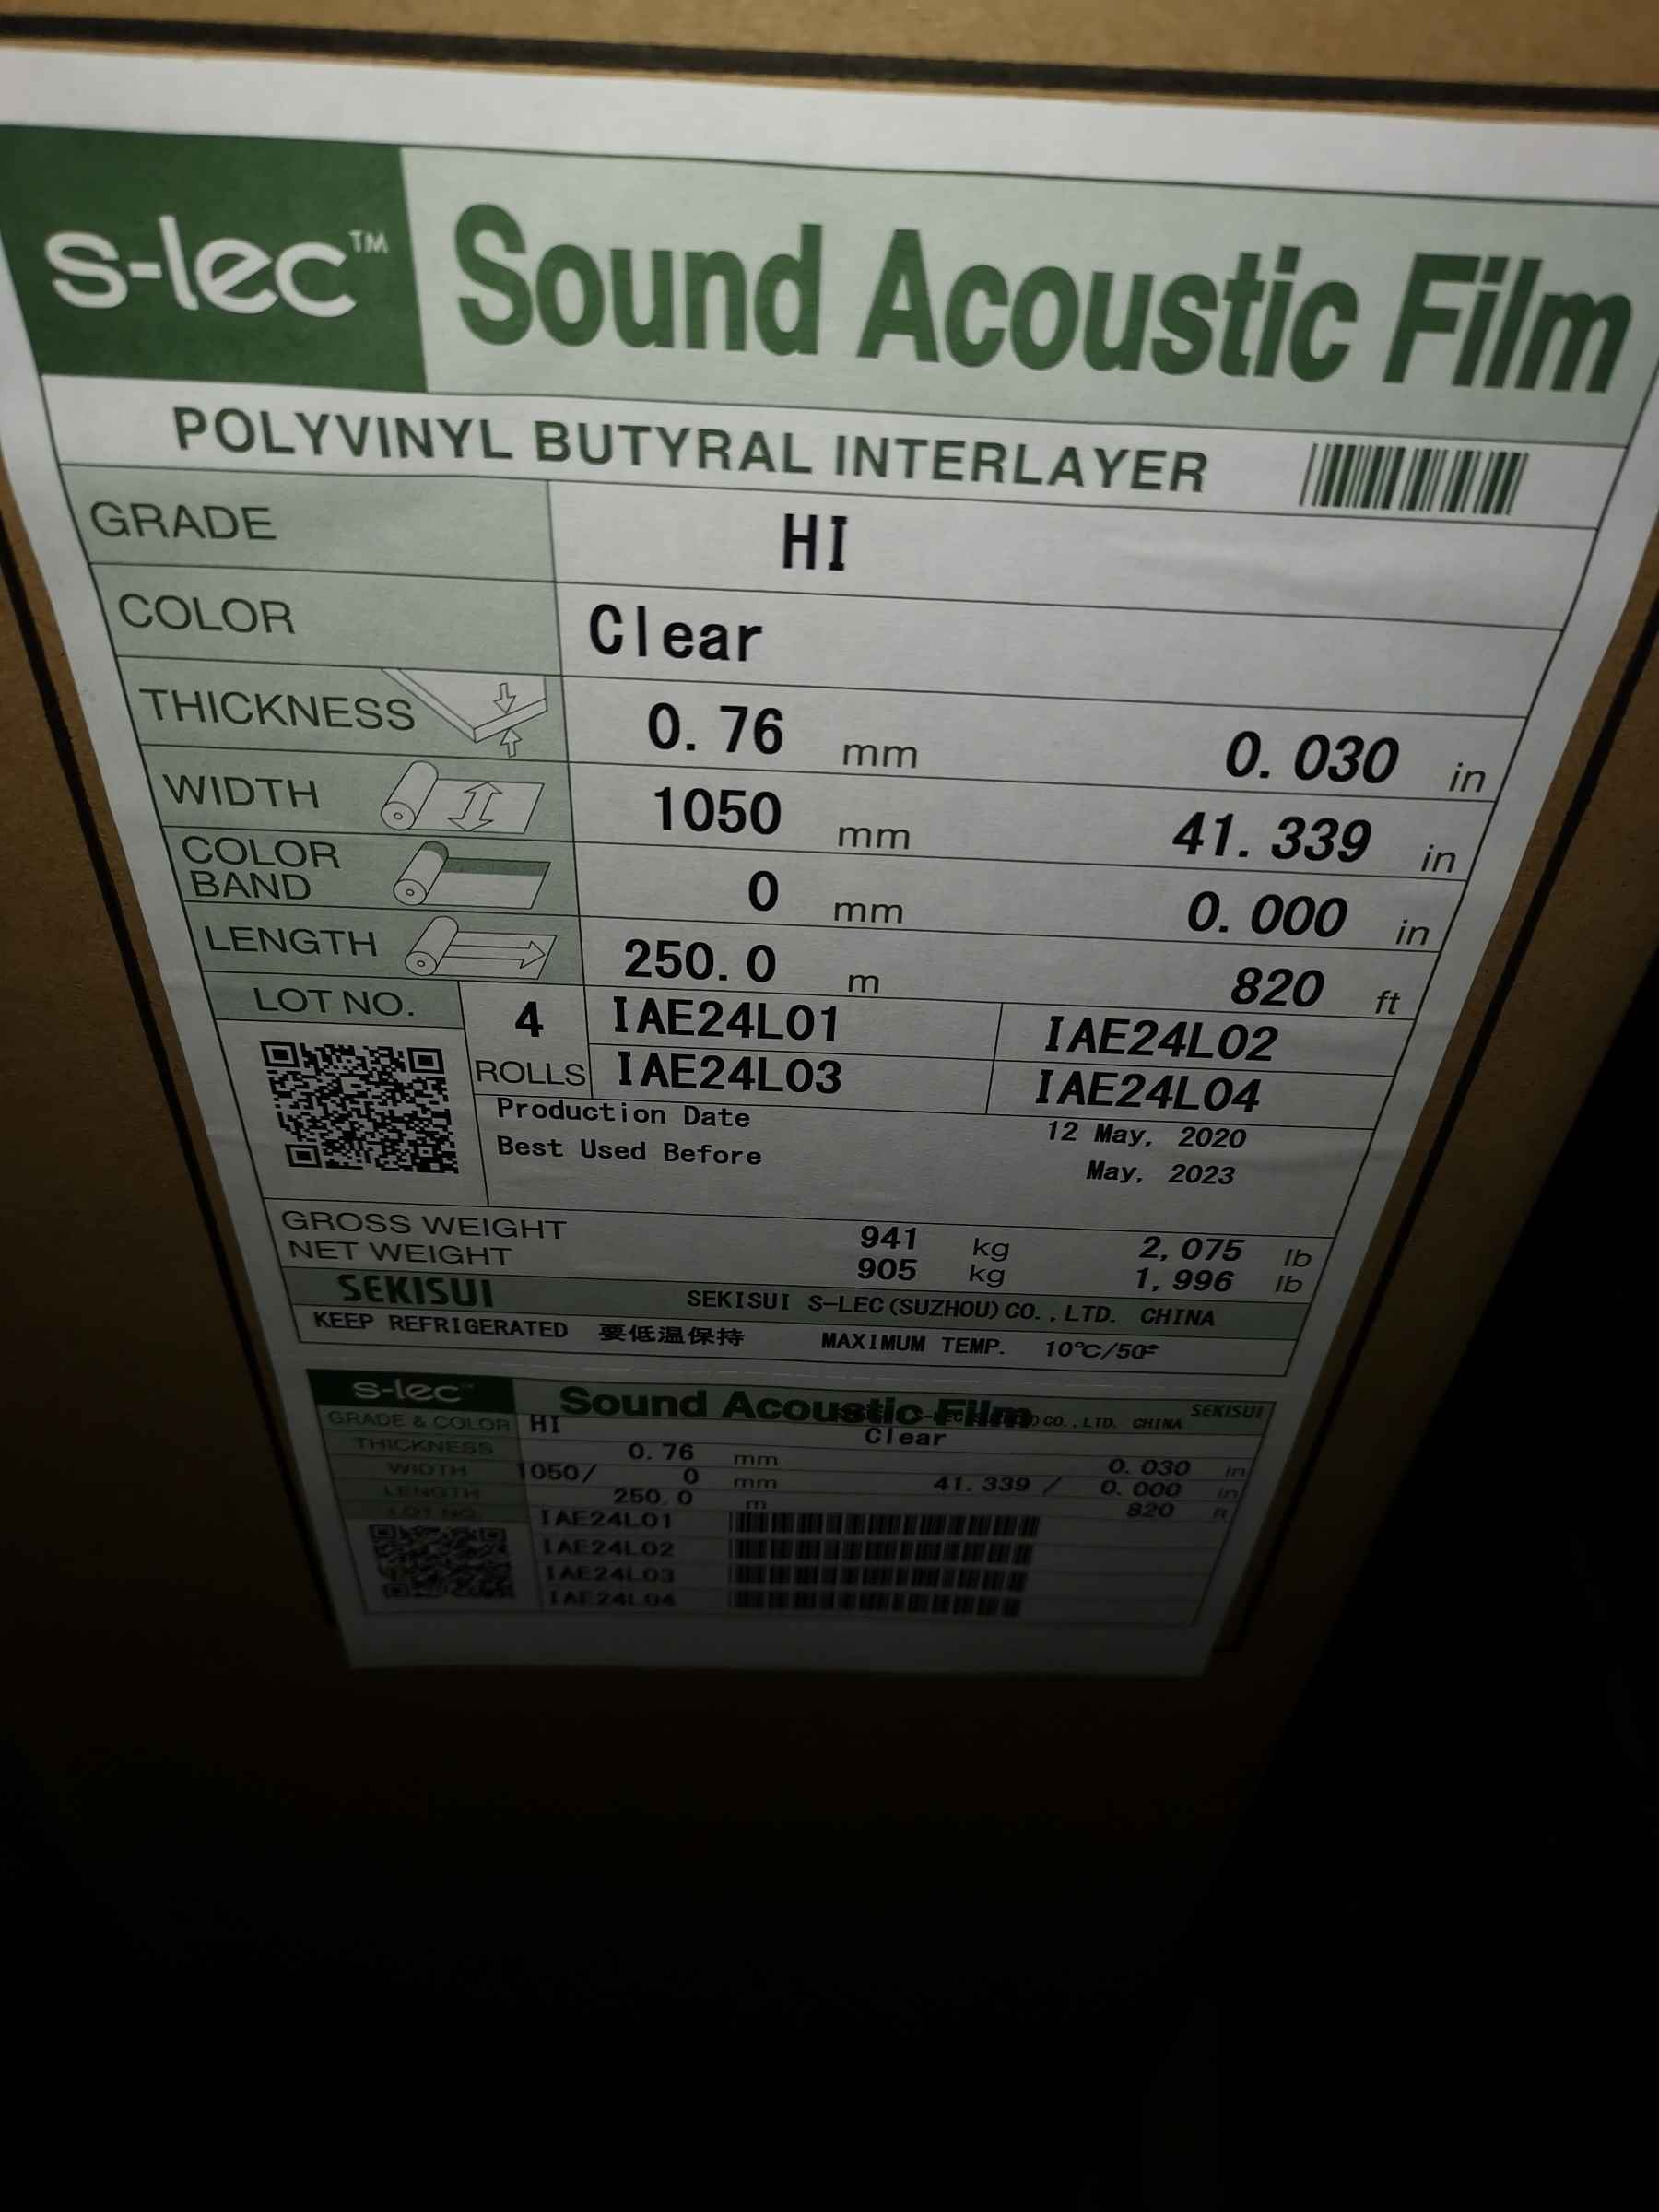 s-lec™ Sound Acoustic Film
POLYVINYL BUTYRAL INTERLAYER
GRADE HI
COLOR Clear
THICKNESS 0.76 mm 0.030 in
WIDTH 1050 mm 41.339 in
COLOR BAND 0 mm 0.000 in
LENGTH 250.0 m 820 ft
LOT NO. 4 ROLLS
IAE24L01 IAE24L02
IAE24L03 IAE24L04
Production Date 12 May, 2020
Best Used Before May, 2023
GROSS WEIGHT 941 kg 2,075 lb
NET WEIGHT 905 kg 1,996 lb
SEKISUI SEKISUI S-LEC(SUZHOU)CO.,LTD. CHINA
KEEP REFRIGERATED 要低温保持 MAXIMUM TEMP. 10℃/50℉
s-lec™ Sound Acoustic Film CO.,LTD. CHINA SEKISUI
GRADE & COLOR HI Clear
THICKNESS 0.76 mm 0.030 in
WIDTH 1050/ 0 mm 41.339 / 0.000 in
LENGTH 250.0 m 820 ft
LOT NO. IAE24L01
IAE24L02
IAE24L03
IAE24L04